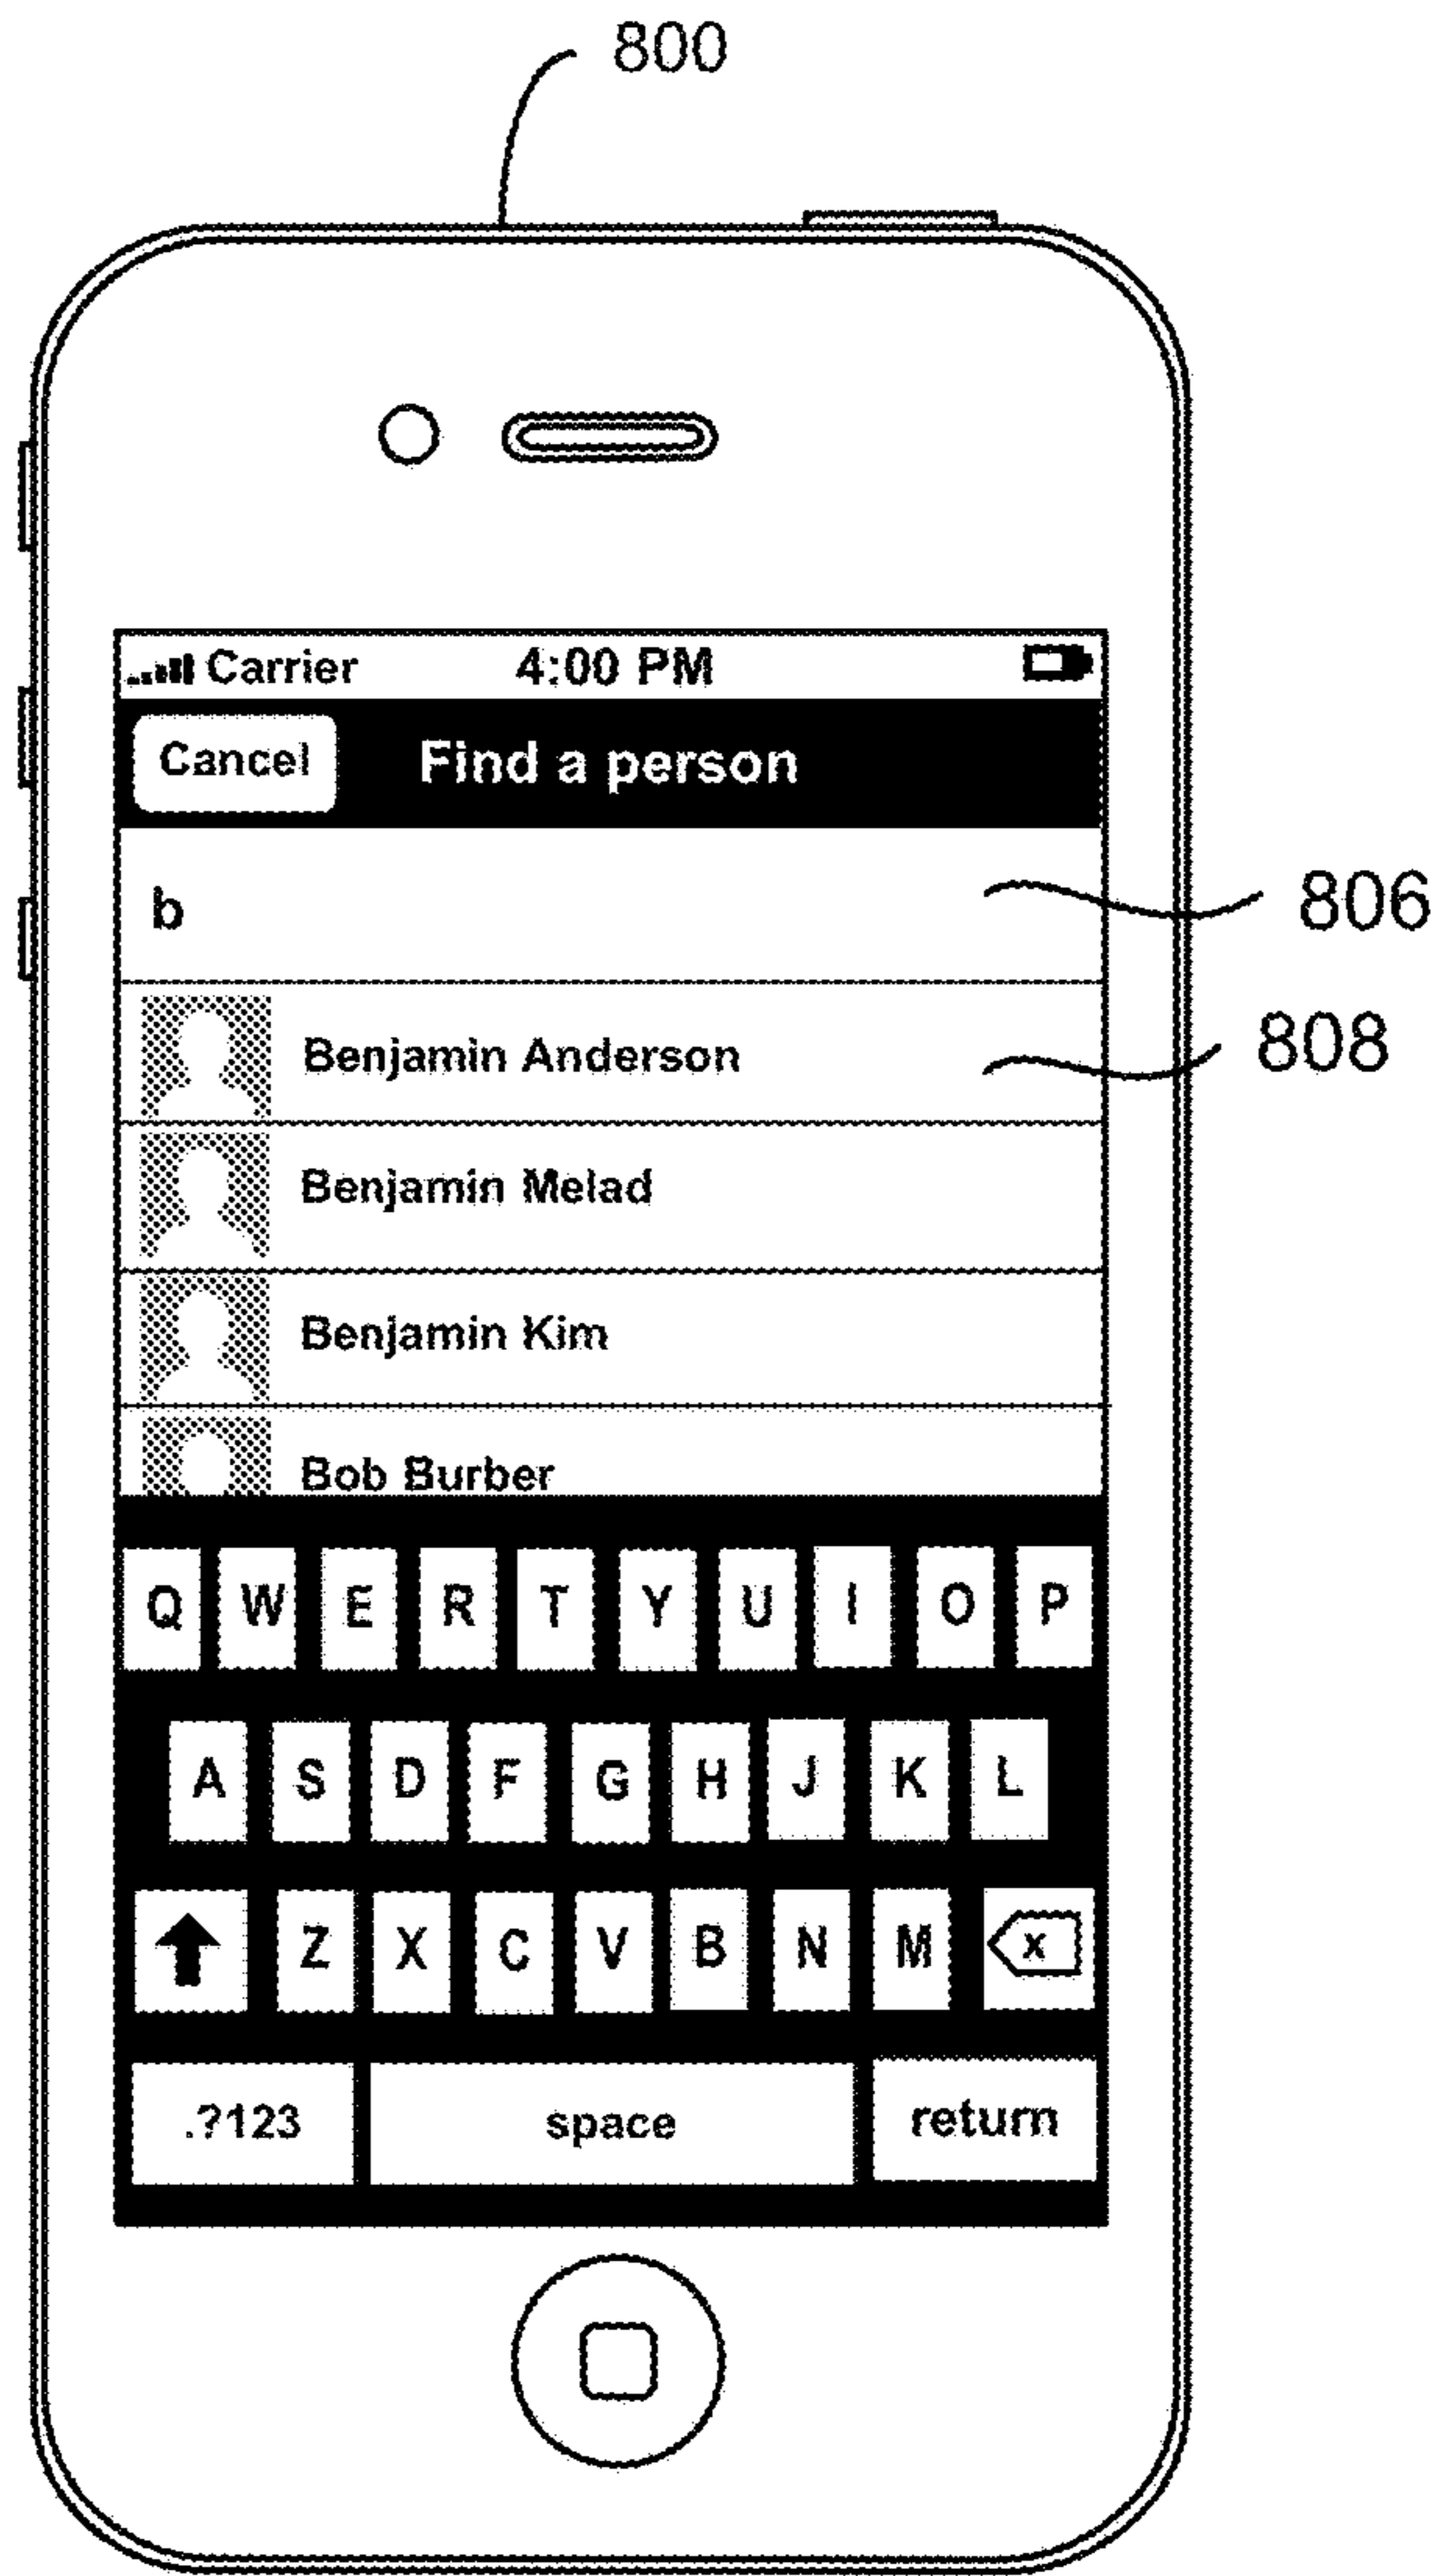 800
Carrier 4:00 PM
Cancel Find a person
b 806
Benjamin Anderson 808
Benjamin Melad
Benjamin Kim
Bob Burber
Q W E R T Y U I O P
A S D F G H J K L
Z X C V B N M x
.?123 space return